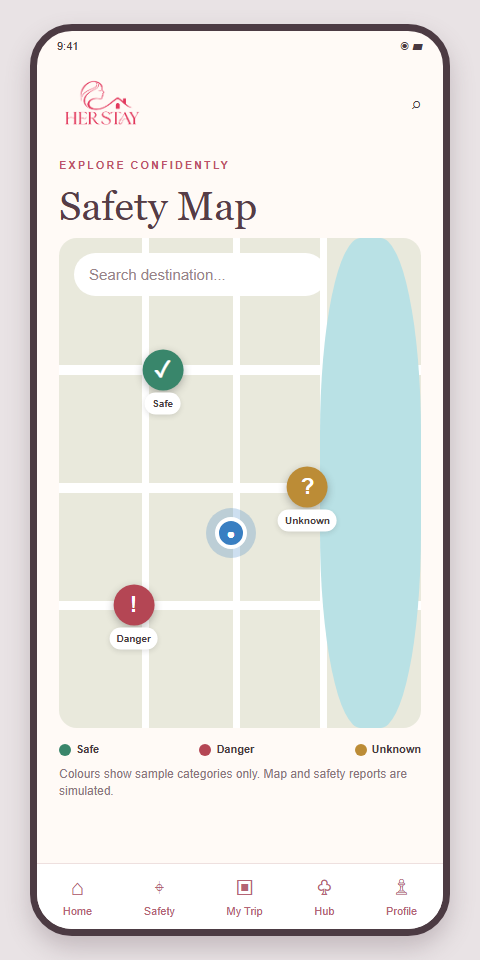 9:41
HERSTAY
EXPLORE CONFIDENTLY
Safety Map
Search destination...
✓
Safe
?
Unknown
!
Danger
Safe Danger Unknown
Colours show sample categories only. Map and safety reports are
simulated.
Home Safety My Trip Hub Profile